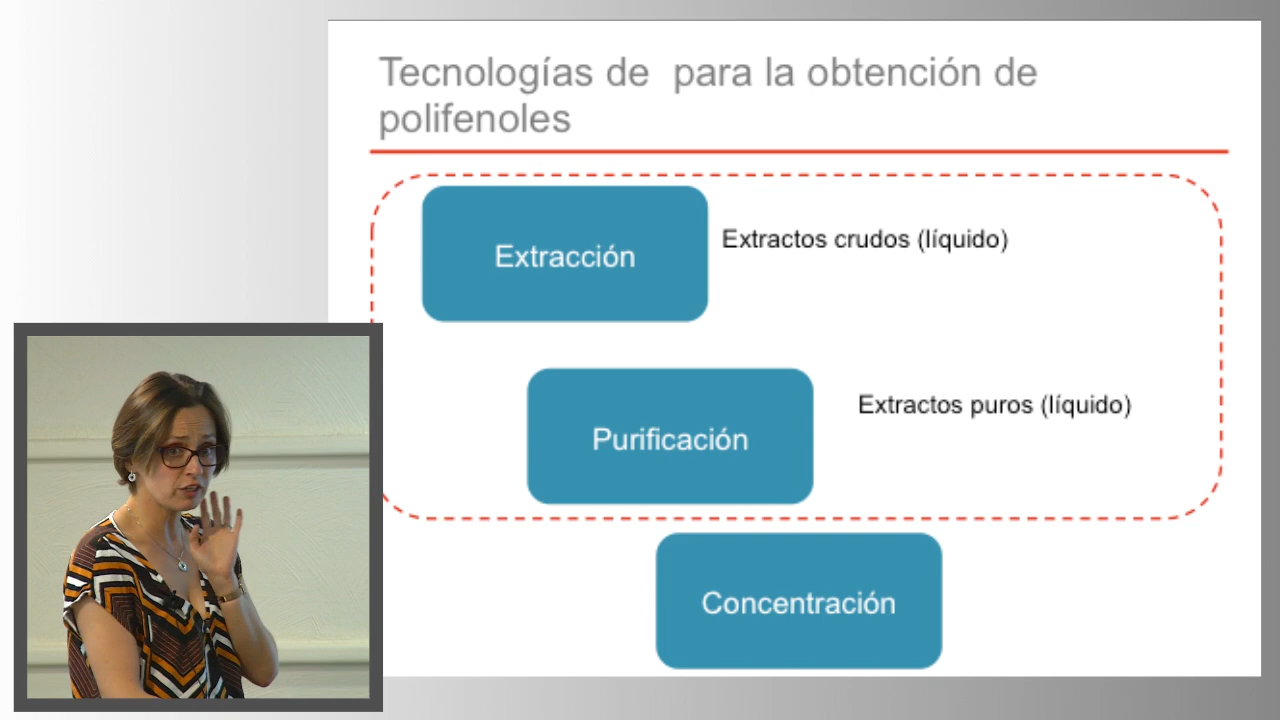 Tecnologías de  para la obtención de
polifenoles
Extracción
Extractos crudos (líquido)
Purificación
Extractos puros (líquido)
Concentración